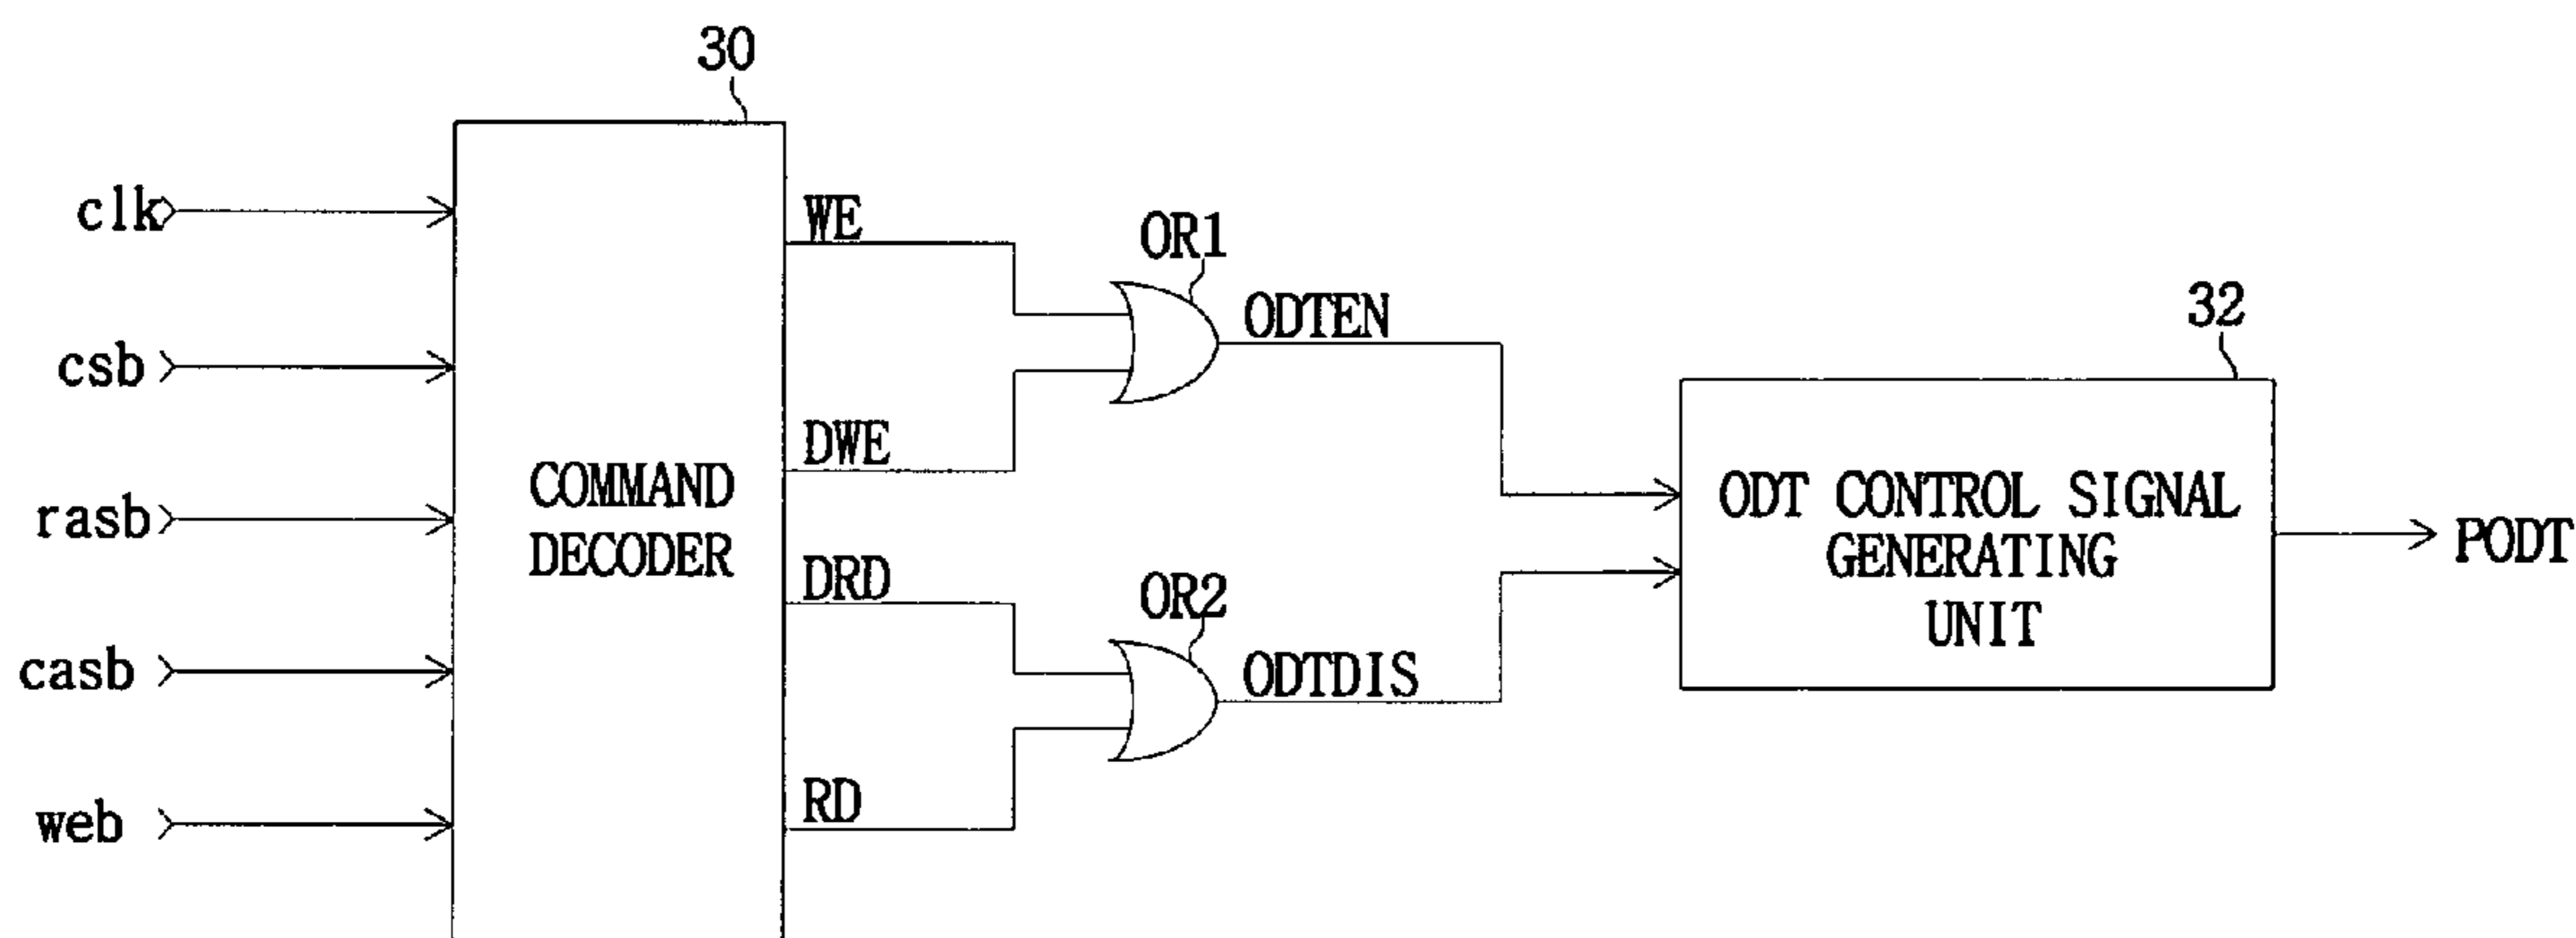 30
clk
csb
rasb
casb
web
COMMAND
DECODER
WE
DWE
DRD
RD
OR1
OR2
ODTEN
ODTDIS
32
ODT CONTROL SIGNAL
GENERATING
UNIT
PODT